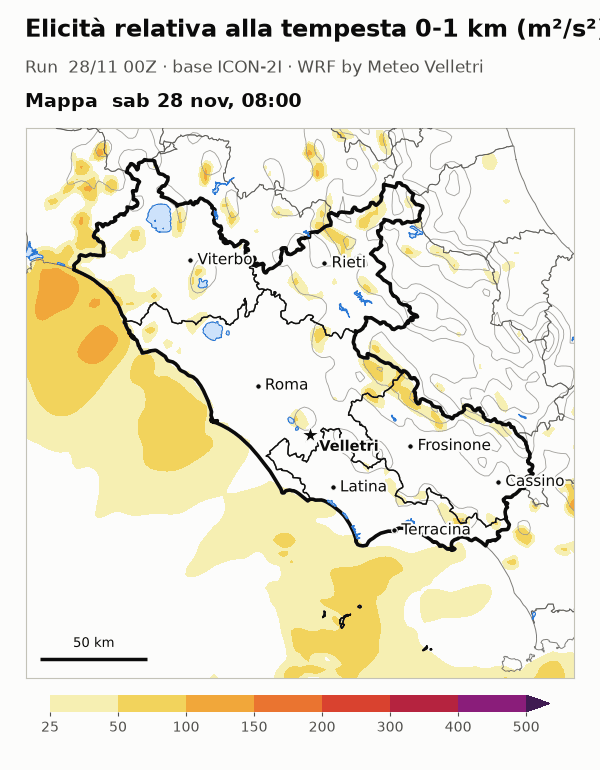 Elicità relativa alla tempesta 0-1 km (m²/s²)
Run  28/11 00Z · base ICON-2I · WRF by Meteo Velletri
Mappa  sab 28 nov, 08:00
Viterbo
Rieti
Roma
Velletri
Frosinone
Cassino
Latina
Terracina
50 km
25 50 100 150 200 300 400 500